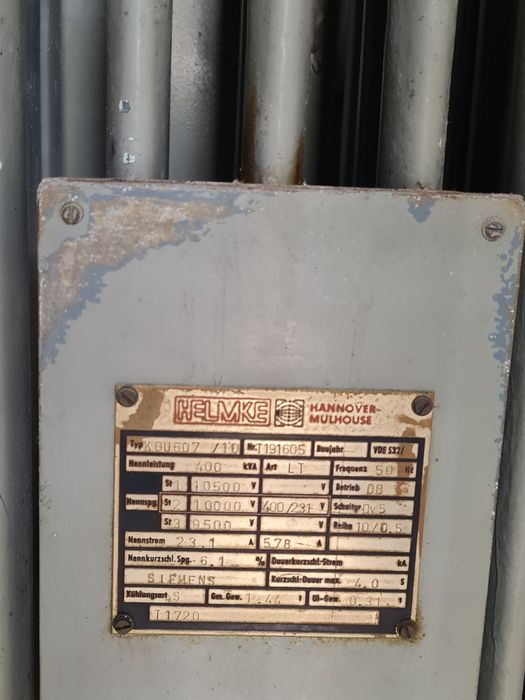 HELMKE HANNOVER-
MULHOUSE
Typ KOU607 /10 Nr. T191605 Baujahr VDE 532/
Nennleistung 400 kVA Art LT Frequenz 50 Hz
St 1 10500 V V Betrieb DB
Nennspg. St 2 10000 V 400/231 V Schaltgr. Dy5
St 3 9500 V V Reihe 10/0.5
Nennstrom 23.1 A 578 A
Nennkurzschl. Spg. 6.1 % Dauerkurzschl.-Strom kA
SIEMENS Kurzschl.-Dauer max. 4.0 S
Kühlungsart S Ges. Gew. 1.44 t Öl-Gew. 0.31 t
T1720